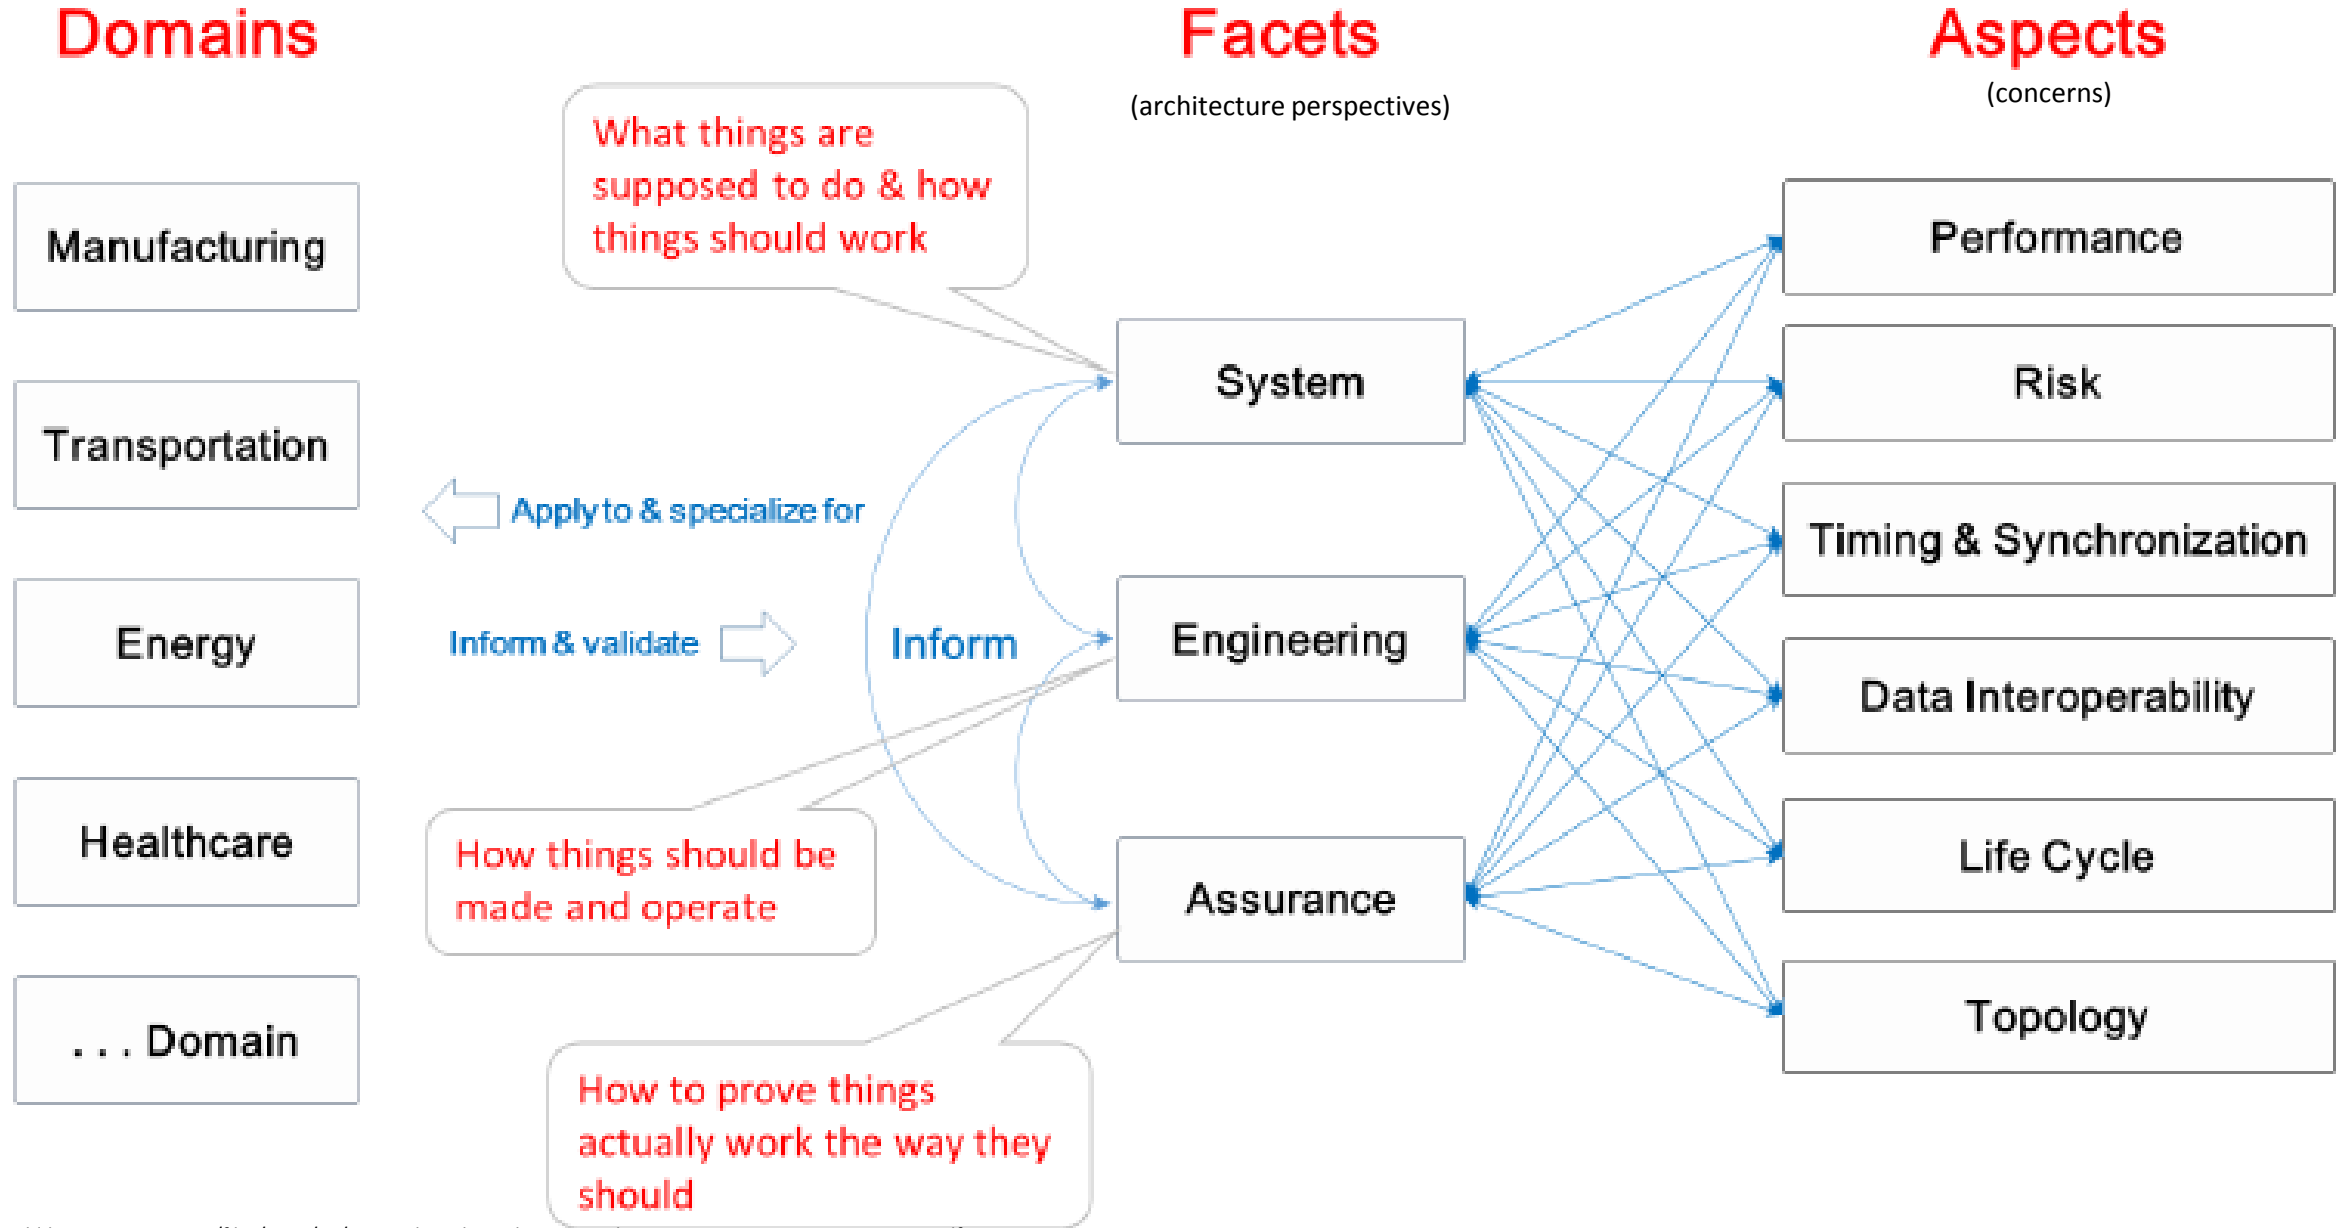 Domains
Facets
(architecture perspectives)
Aspects
(concerns)
Manufacturing
Transportation
Energy
Healthcare
. . . Domain
What things are
supposed to do & how
things should work
Apply to & specialize for
Inform & validate
Inform
How things should be
made and operate
How to prove things
actually work the way they
should
System
Engineering
Assurance
Performance
Risk
Timing & Synchronization
Data Interoperability
Life Cycle
Topology